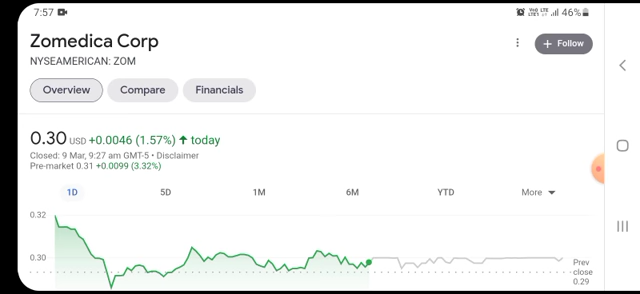 7:57
46%
Zomedica Corp
Follow
NYSEAMERICAN: ZOM
Overview
Compare
Financials
0.30 USD +0.0046 (1.57%) ↑ today
Closed: 9 Mar, 9:27 am GMT-5 • Disclaimer
Pre-market 0.31 +0.0099 (3.32%)
1D
5D
1M
6M
YTD
More
0.32
0.30
Prev
close
0.29